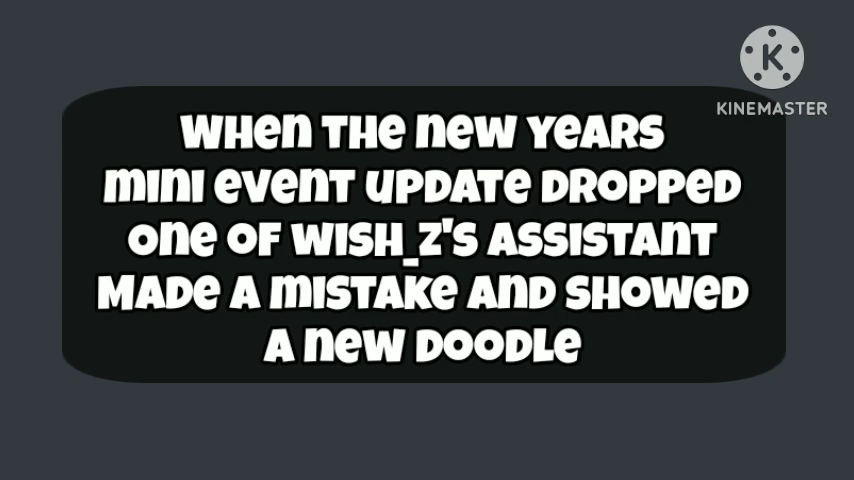 KINEMASTER
WHEN THE NEW YEARS
MINI EVENT UPDATE DROPPED
ONE OF WISH_Z'S ASSISTANT
MADE A MISTAKE AND SHOWED
A NEW DOODLE